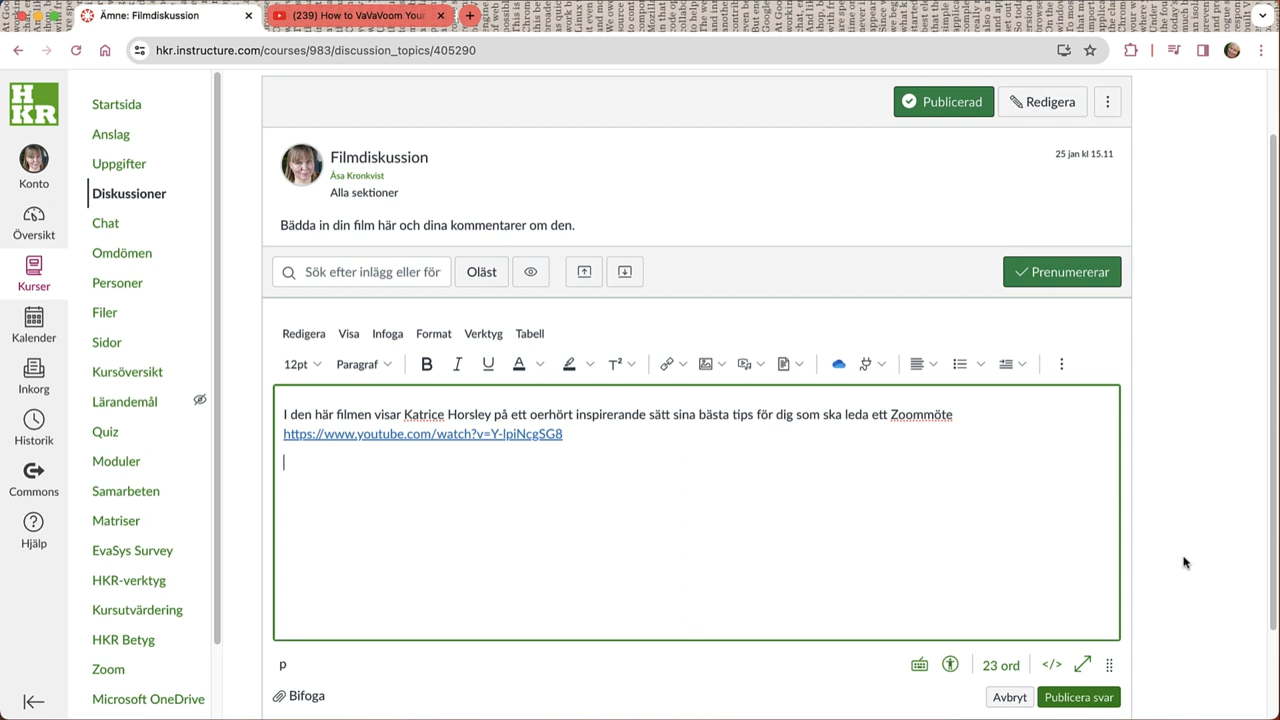 Ämne: Filmdiskussion
(239) How to VaVaVoom Your
hkr.instructure.com/courses/983/discussion_topics/405290
HKR
Konto
Översikt
Kurser
Kalender
Inkorg
Historik
Commons
Hjälp
Startsida
Anslag
Uppgifter
Diskussioner
Chat
Omdömen
Personer
Filer
Sidor
Kursöversikt
Lärandemål
Quiz
Moduler
Samarbeten
Matriser
EvaSys Survey
HKR-verktyg
Kursutvärdering
HKR Betyg
Zoom
Microsoft OneDrive
Publicerad
Redigera
Filmdiskussion
25 jan kl 15.11
Åsa Kronkvist
Alla sektioner
Bädda in din film här och dina kommentarer om den.
Sök efter inlägg eller för
Oläst
Prenumererar
Redigera Visa Infoga Format Verktyg Tabell
12pt Paragraf B I U A T²
I den här filmen visar Katrice Horsley på ett oerhört inspirerande sätt sina bästa tips för dig som ska leda ett Zoommöte
https://www.youtube.com/watch?v=Y-lpiNcgSG8
p
23 ord </>
Bifoga
Avbryt
Publicera svar